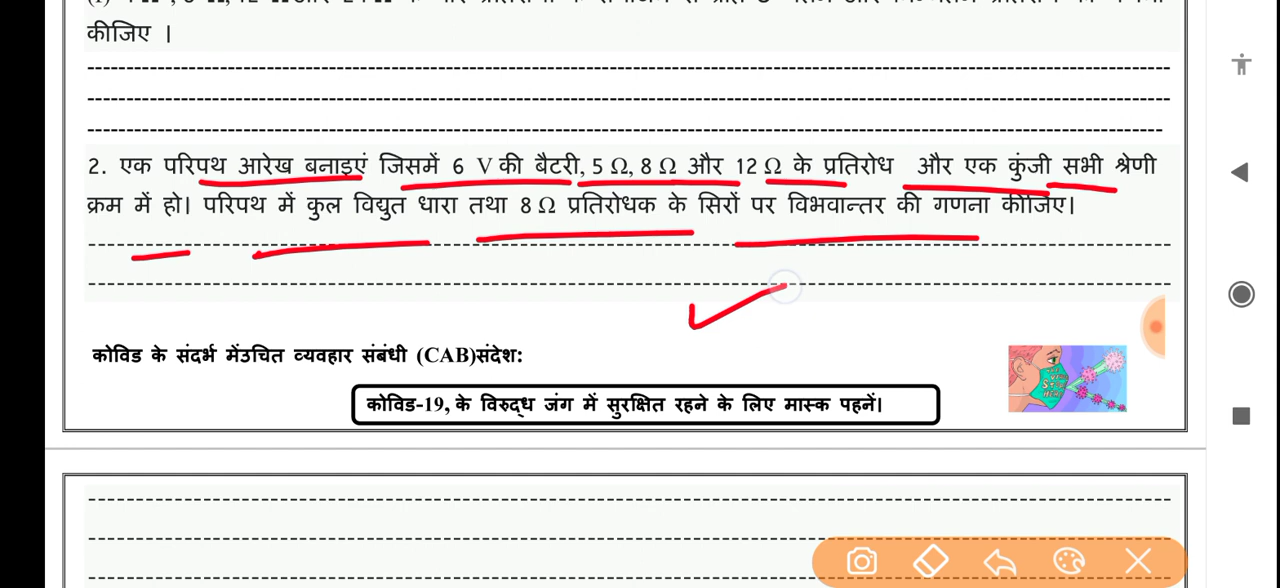 कीजिए ।
2. एक परिपथ आरेख बनाइएं जिसमें 6 V की बैटरी, 5 Ω, 8 Ω और 12 Ω के प्रतिरोध और एक कुंजी सभी श्रेणी
क्रम में हो। परिपथ में कुल विद्युत धारा तथा 8 Ω प्रतिरोधक के सिरों पर विभवान्तर की गणना कीजिए।
कोविड के संदर्भ मेंउचित व्यवहार संबंधी (CAB)संदेश:
कोविड-19, के विरुद्ध जंग में सुरक्षित रहने के लिए मास्क पहनें।